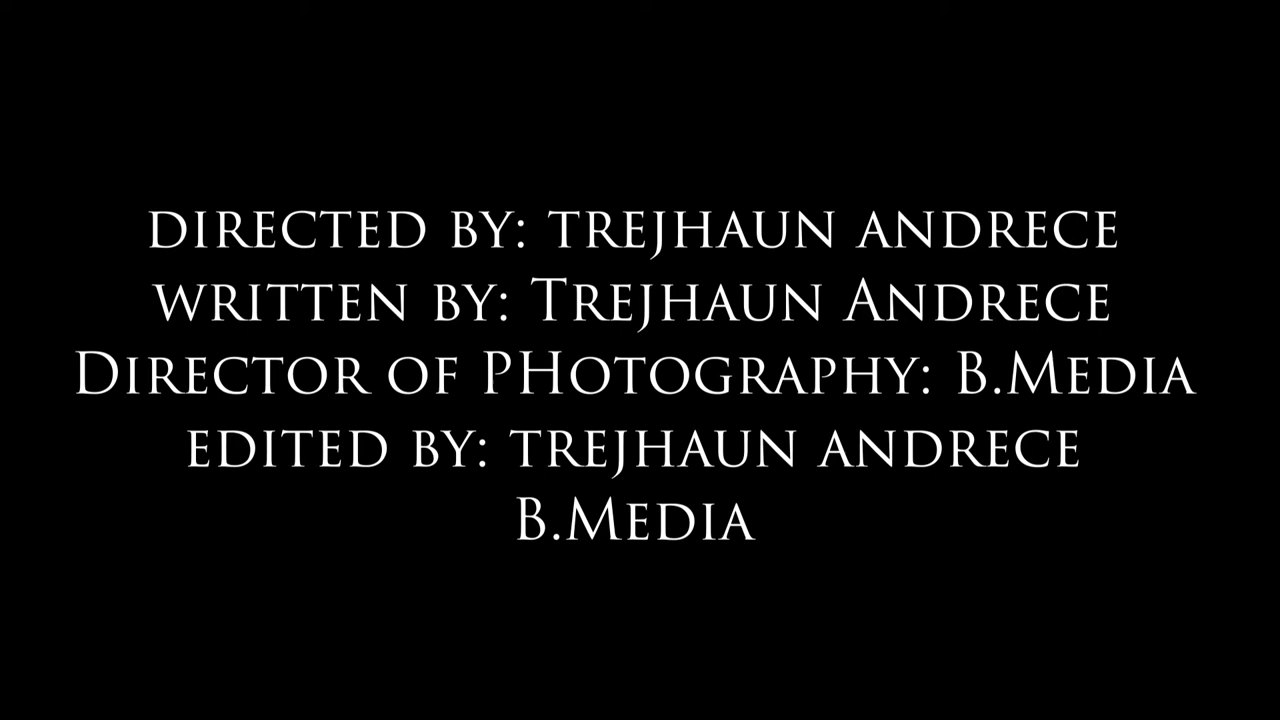 directed by: trejhaun andrece
written by: Trejhaun Andrece
Director of PHotography: B.Media
edited by: trejhaun andrece
B.Media